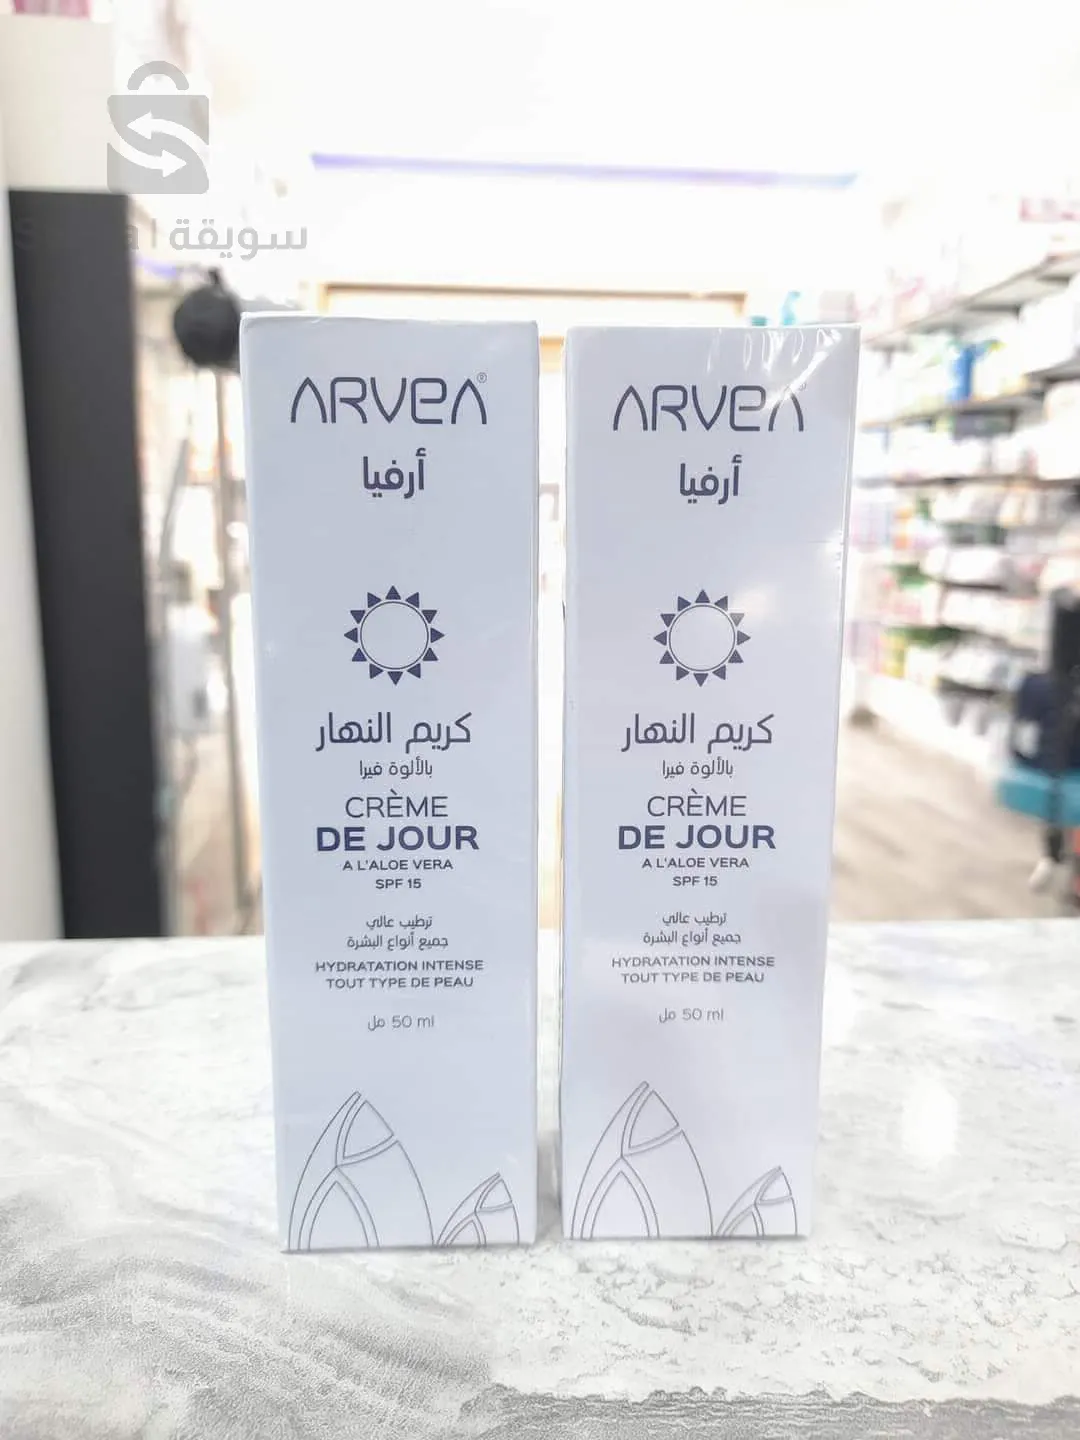 سويقة
ARVEA®
أرفيا
كريم النهار
بالألوة فيرا
CRÈME
DE JOUR
A L'ALOE VERA
SPF 15
ترطيب عالي
جميع أنواع البشرة
HYDRATATION INTENSE
TOUT TYPE DE PEAU
50 ml مل
ARVEA
أرفيا
كريم النهار
بالألوة فيرا
CRÈME
DE JOUR
A L'ALOE VERA
SPF 15
ترطيب عالي
جميع أنواع البشرة
HYDRATATION INTENSE
TOUT TYPE DE PEAU
50 ml مل